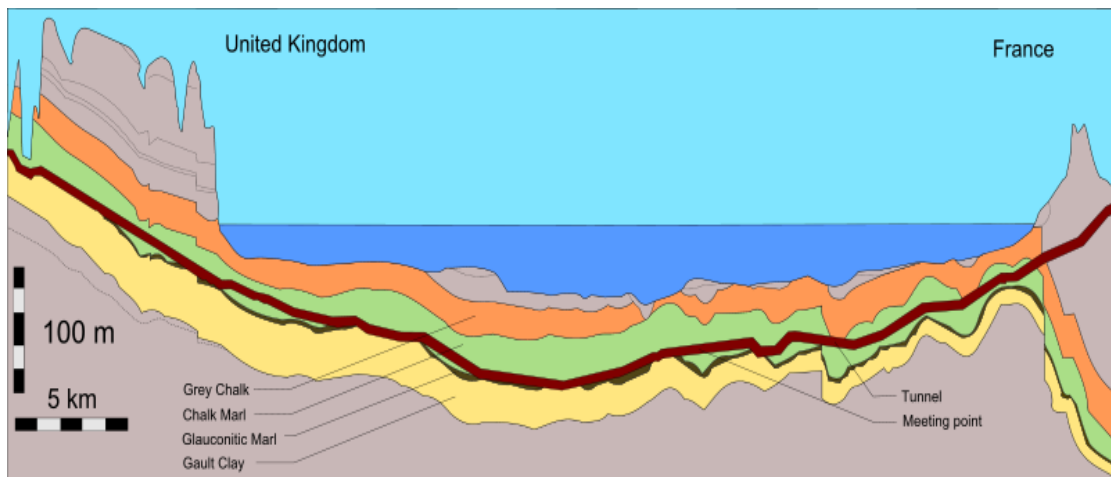 United Kingdom
France
100 m
5 km
Grey Chalk
Chalk Marl
Glauconitic Marl
Gault Clay
Tunnel
Meeting point